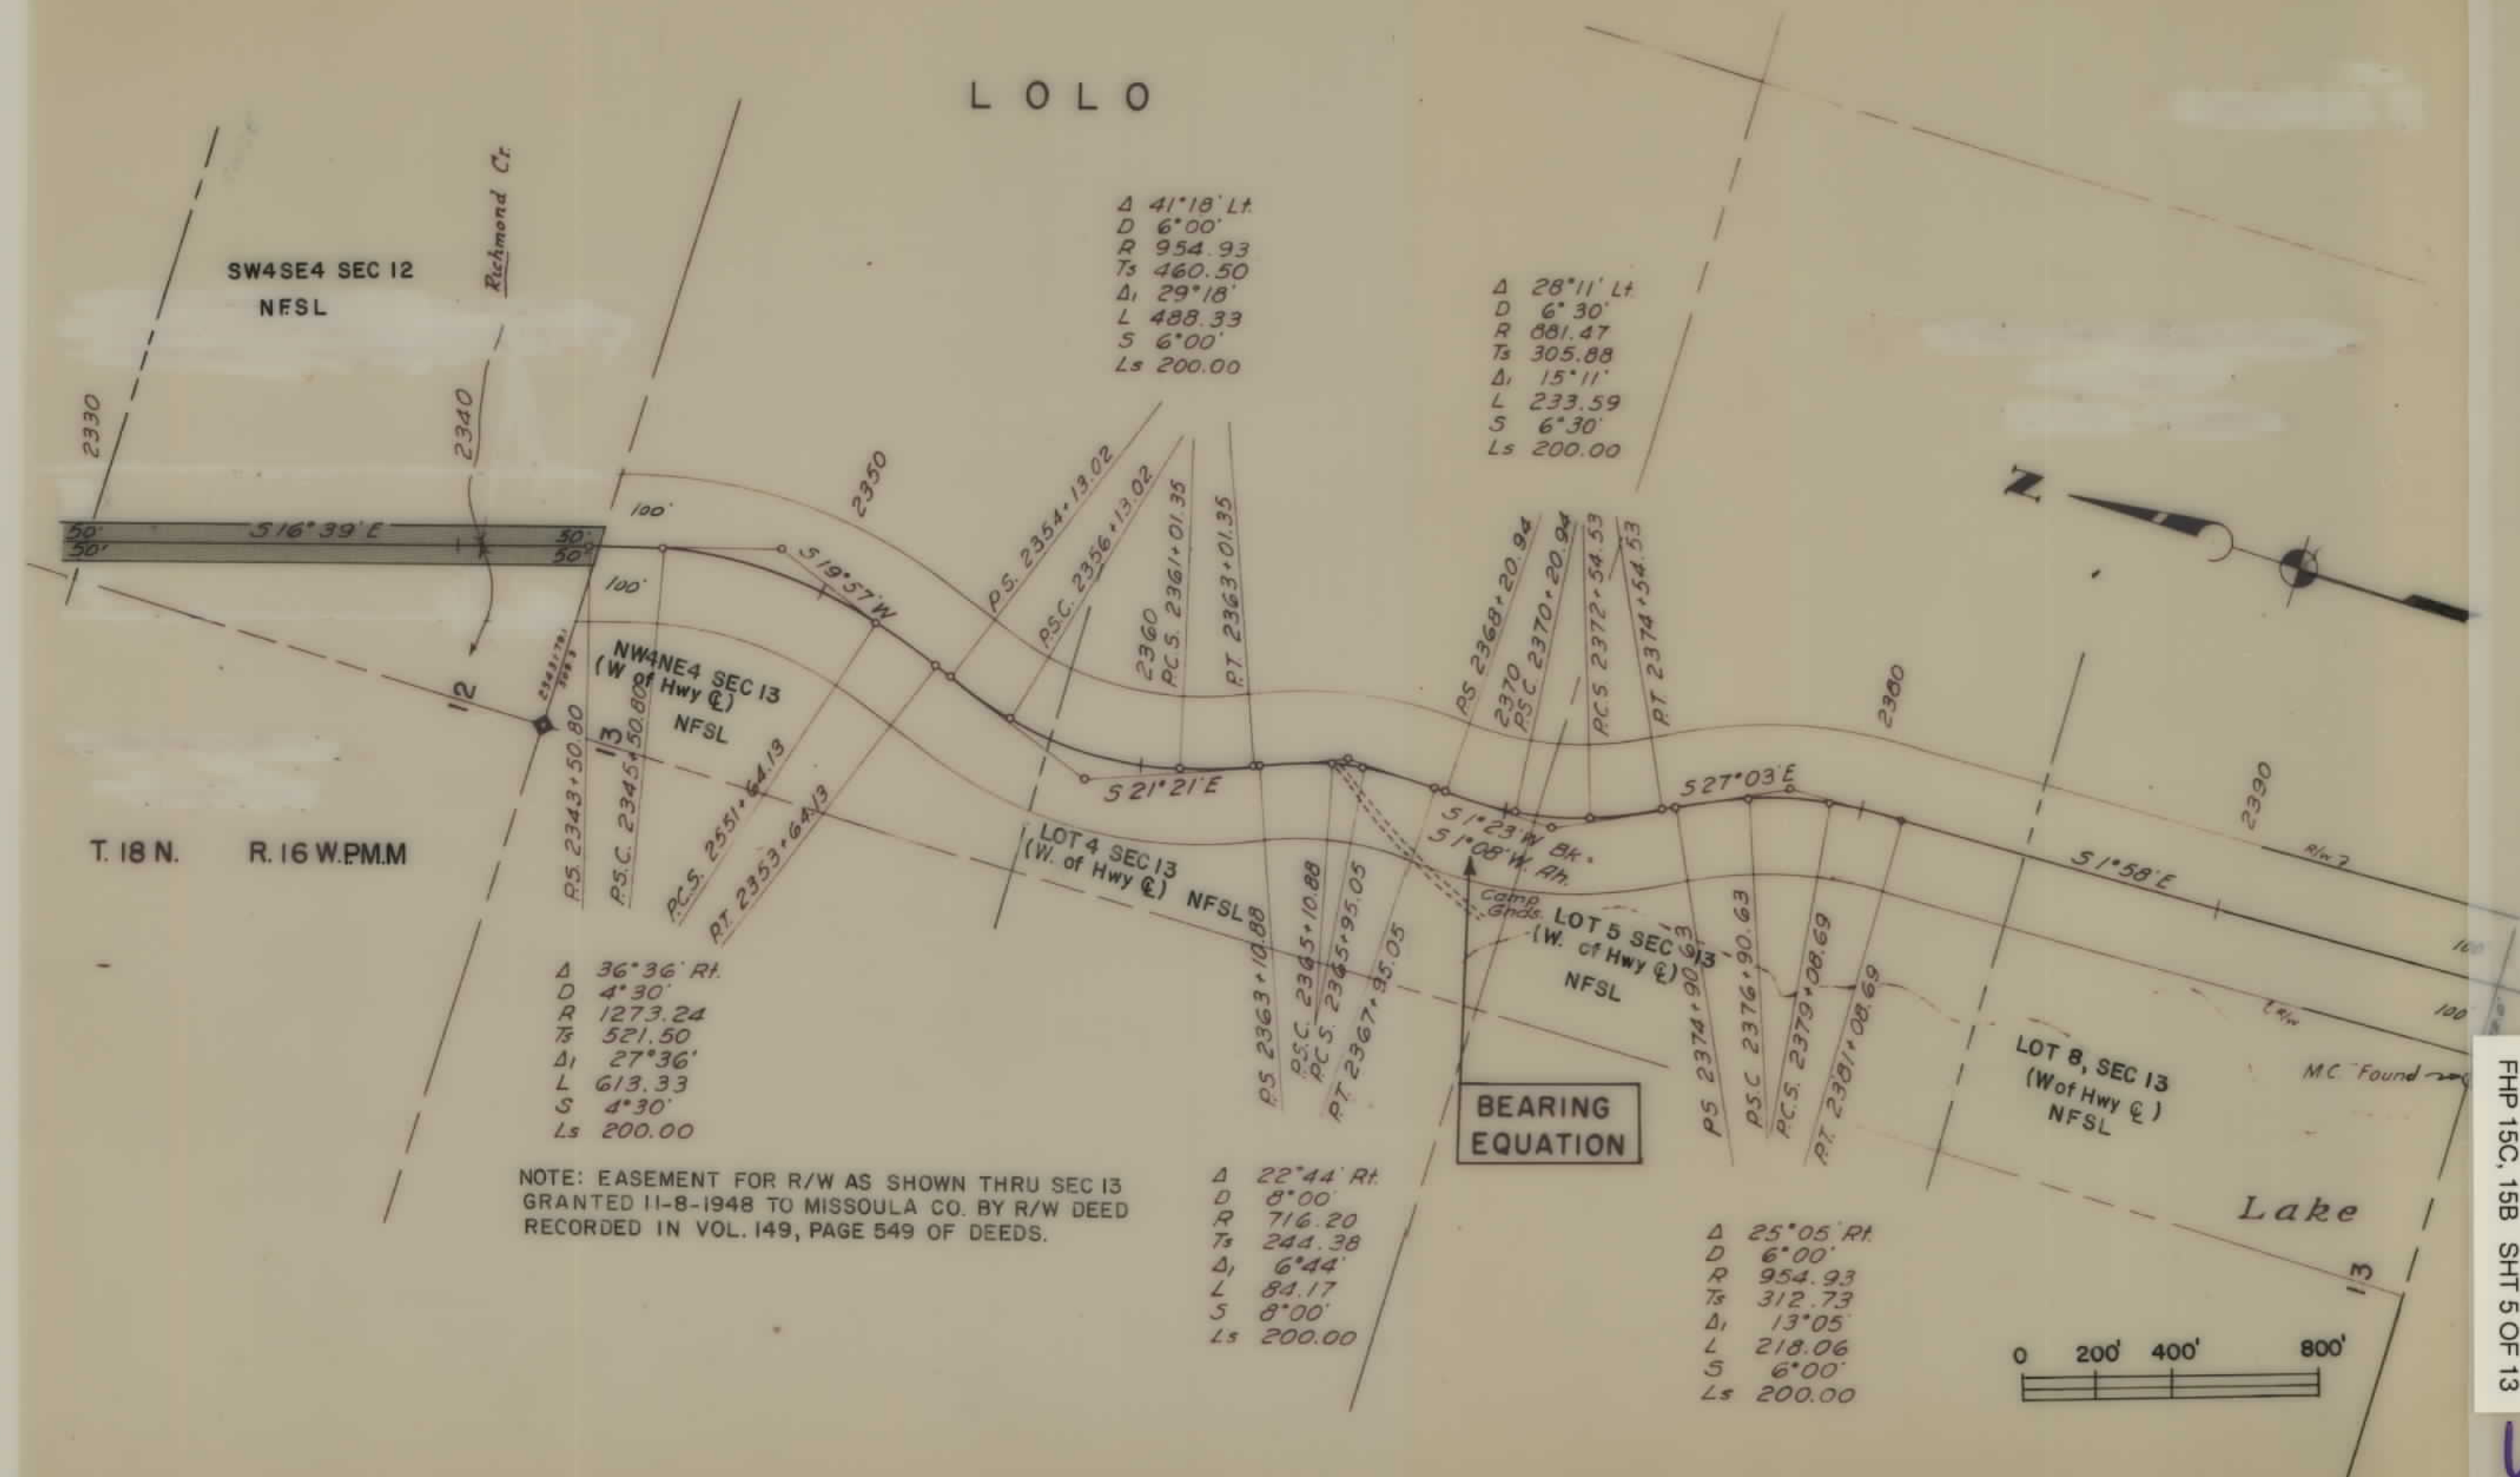 L O L O
SW4SE4 SEC 12
NFSL
Richmond Cr.
2330
2340
2350
2360
2370
2380
2390
50'
50'
S 16° 39' E
50'
50'
100'
100'
Δ 41°18' Lt.
D 6°00'
R 954.93
Ts 460.50
Δ₁ 29°18'
L 488.33
S 6°00'
Ls 200.00
Δ 28°11' Lt.
D 6°30'
R 881.47
Ts 305.88
Δ₁ 15°11'
L 233.59
S 6°30'
Ls 200.00
N
S 19° 57' W
P.S. 2354+13.02
P.S.C. 2356+13.02
P.C.S. 2361+01.35
P.T. 2363+01.35
P.S 2368+20.94
P.S.C. 2370+20.94
P.C.S 2372+54.53
P.T 2374+54.53
12
13
NW4NE4 SEC 13
(W of Hwy ℄)
NFSL
S 21° 21' E
S 1° 23' W Bk.
S 1° 08' W. Ah.
S 27° 03' E
S 1° 58' E
R/W
100'
100'
T. 18 N. R. 16 W.P.M.M
P.S. 2343+50.80
P.S.C. 2345+50.80
P.C.S. 2551+64.13
P.T. 2353+64.13
LOT 4 SEC 13
(W. of Hwy ℄) NFSL
P.S 2363+10.88
P.S.C. 2365+10.88
P.C.S. 2365+95.05
P.T. 2367+95.05
Camp
Gnds.
LOT 5 SEC 13
(W. of Hwy ℄)
NFSL
P.S 2374+90.63
P.S.C 2376+90.63
P.C.S. 2379+08.69
P.T. 2381+08.69
LOT 8, SEC 13
(W of Hwy ℄)
NFSL
M.C. Found
BEARING
EQUATION
Δ 36°36' Rt.
D 4°30'
R 1273.24
Ts 521.50
Δ₁ 27°36'
L 613.33
S 4°30'
Ls 200.00
NOTE: EASEMENT FOR R/W AS SHOWN THRU SEC 13
GRANTED 11-8-1948 TO MISSOULA CO. BY R/W DEED
RECORDED IN VOL. 149, PAGE 549 OF DEEDS.
Δ 22°44' Rt.
D 8°00'
R 716.20
Ts 244.38
Δ₁ 6°44'
L 84.17
S 8°00'
Ls 200.00
Δ 25°05' Rt.
D 6°00'
R 954.93
Ts 312.73
Δ₁ 13°05'
L 218.06
S 6°00'
Ls 200.00
Lake
13
0 200' 400' 800'
FHP 15C, 15B SHT 5 OF 13